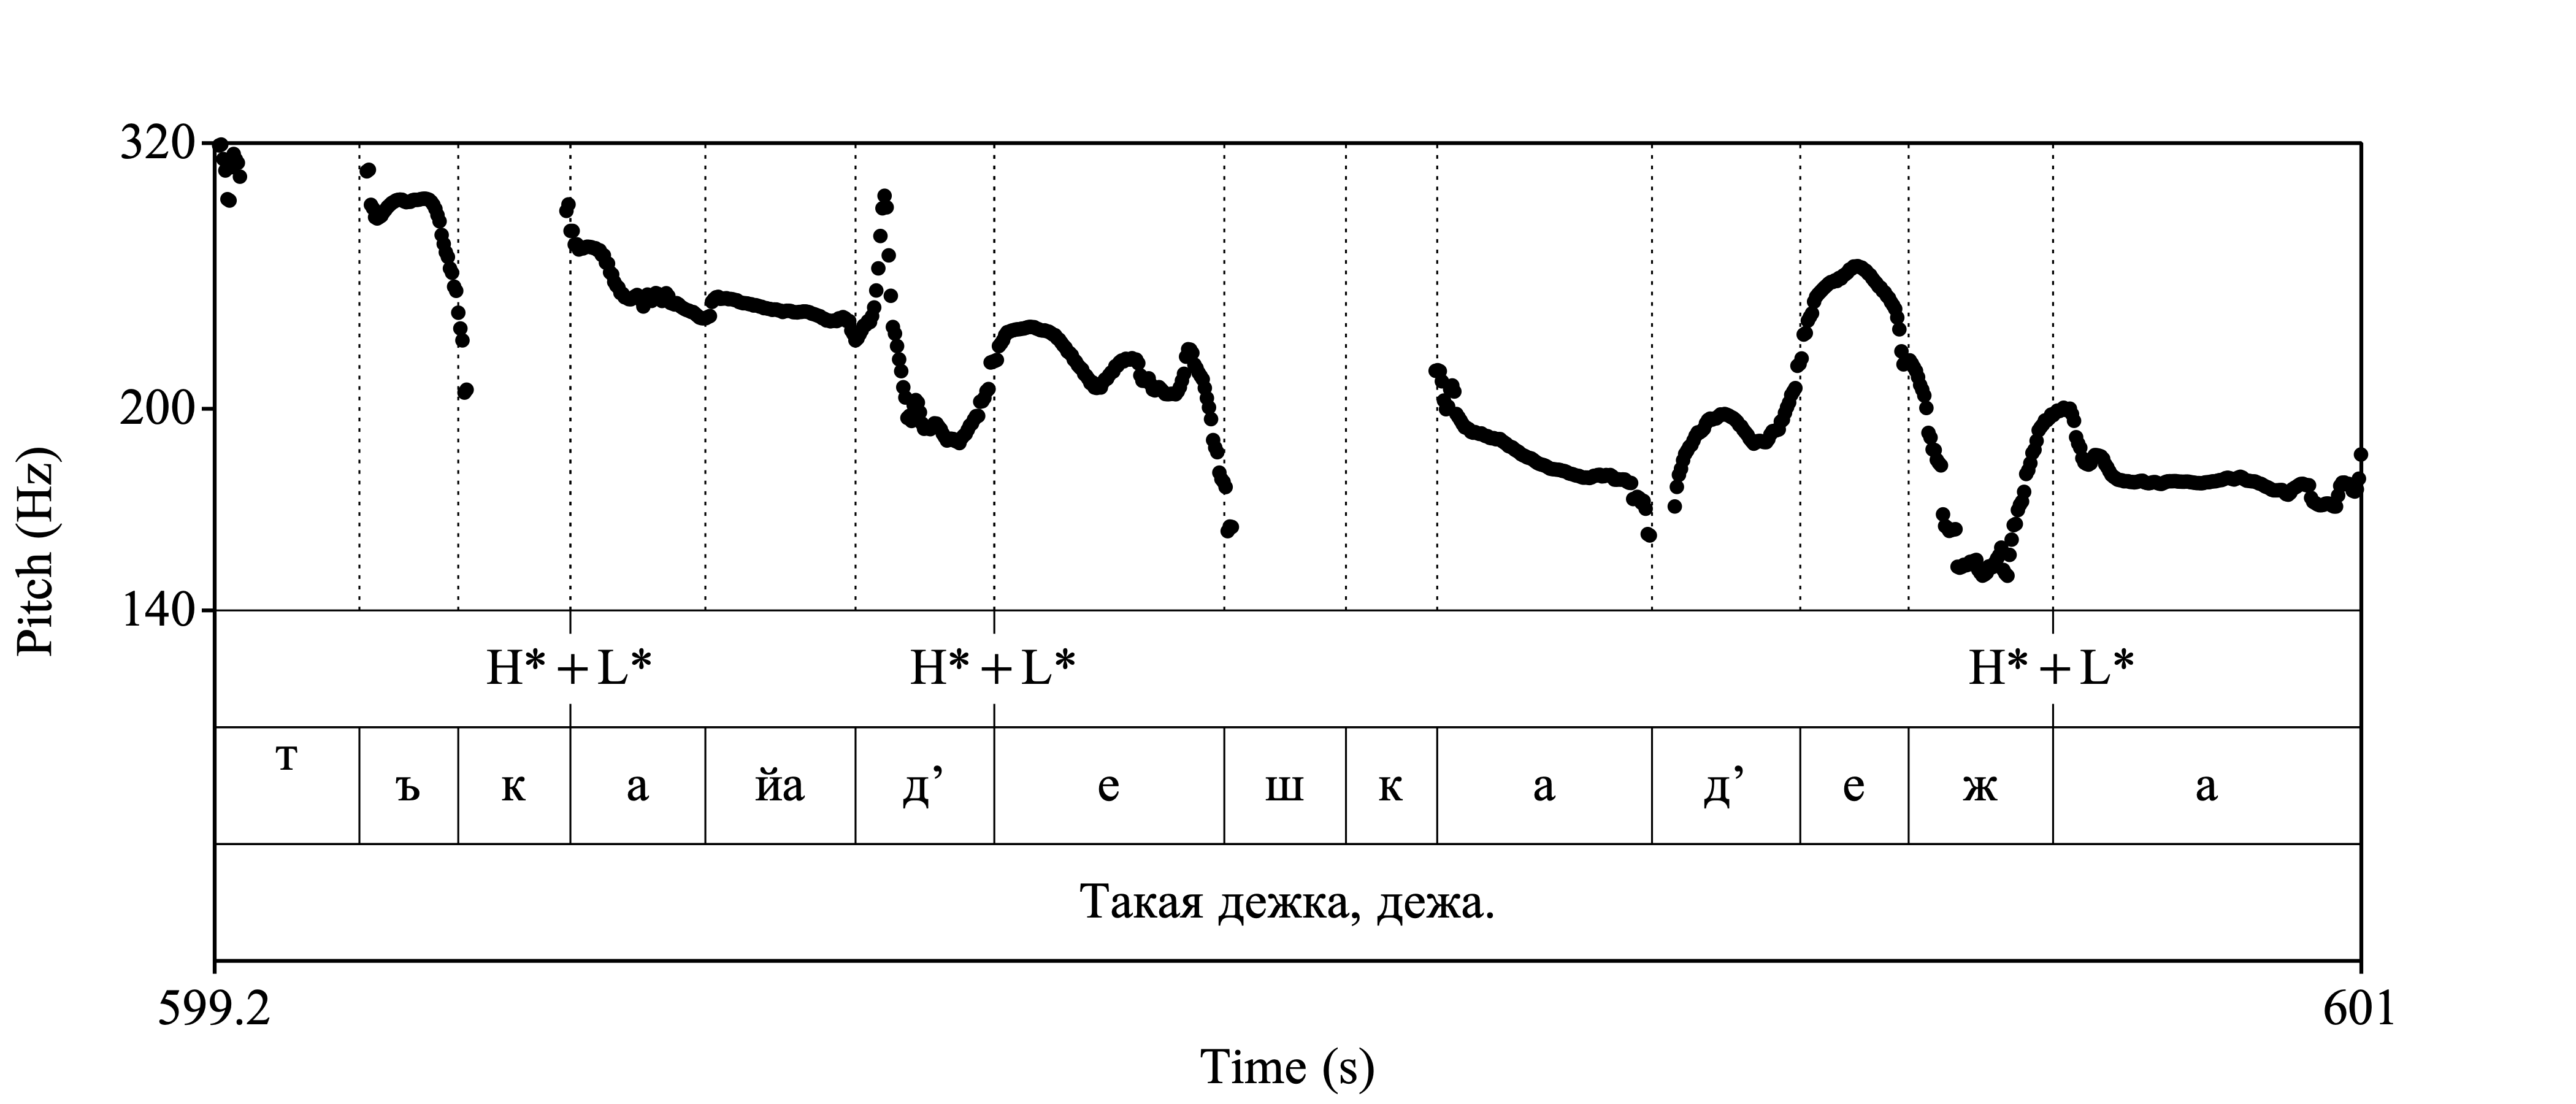 320
200
140
Pitch (Hz)
H* + L* H* + L* H* + L*
т ъ к а йа д’ е ш к а д’ е ж а
Такая дежка, дежа.
599.2 601
Time (s)